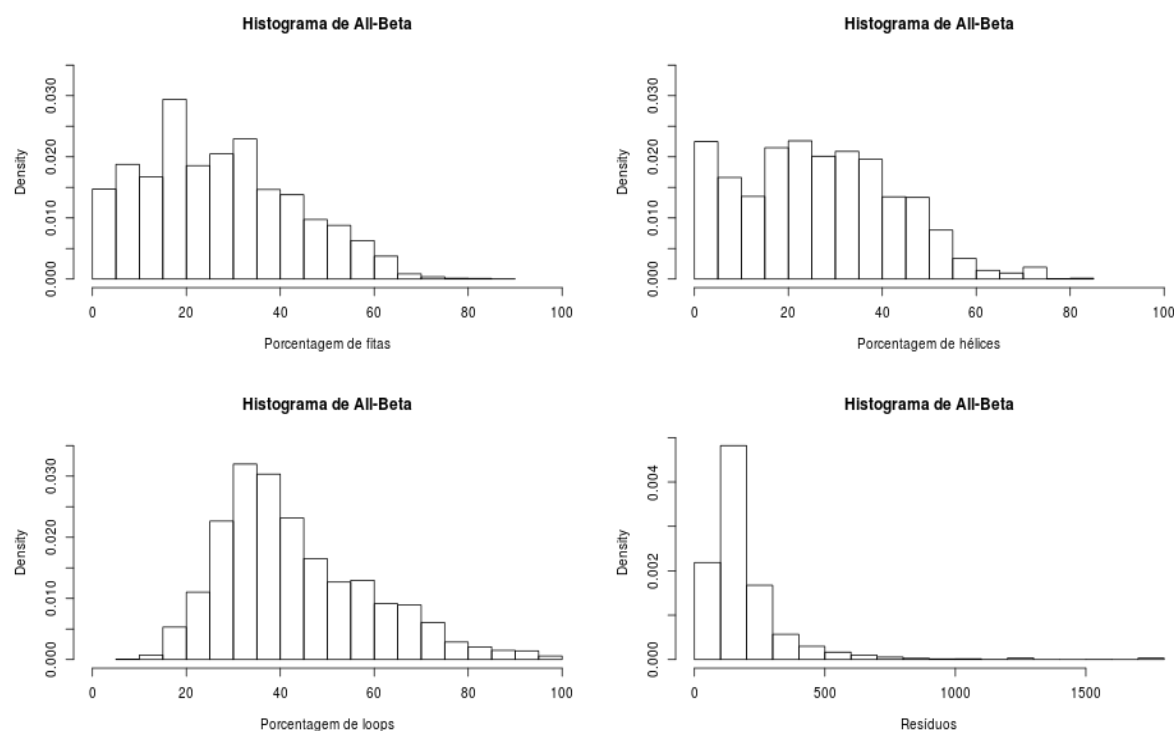 Histograma de All-Beta
Density
0.000 0.010 0.020 0.030
0 20 40 60 80 100
Porcentagem de fitas
Histograma de All-Beta
Density
0.000 0.010 0.020 0.030
0 20 40 60 80 100
Porcentagem de hélices
Histograma de All-Beta
Density
0.000 0.010 0.020 0.030
0 20 40 60 80 100
Porcentagem de loops
Histograma de All-Beta
Density
0.000 0.002 0.004
0 500 1000 1500
Resíduos